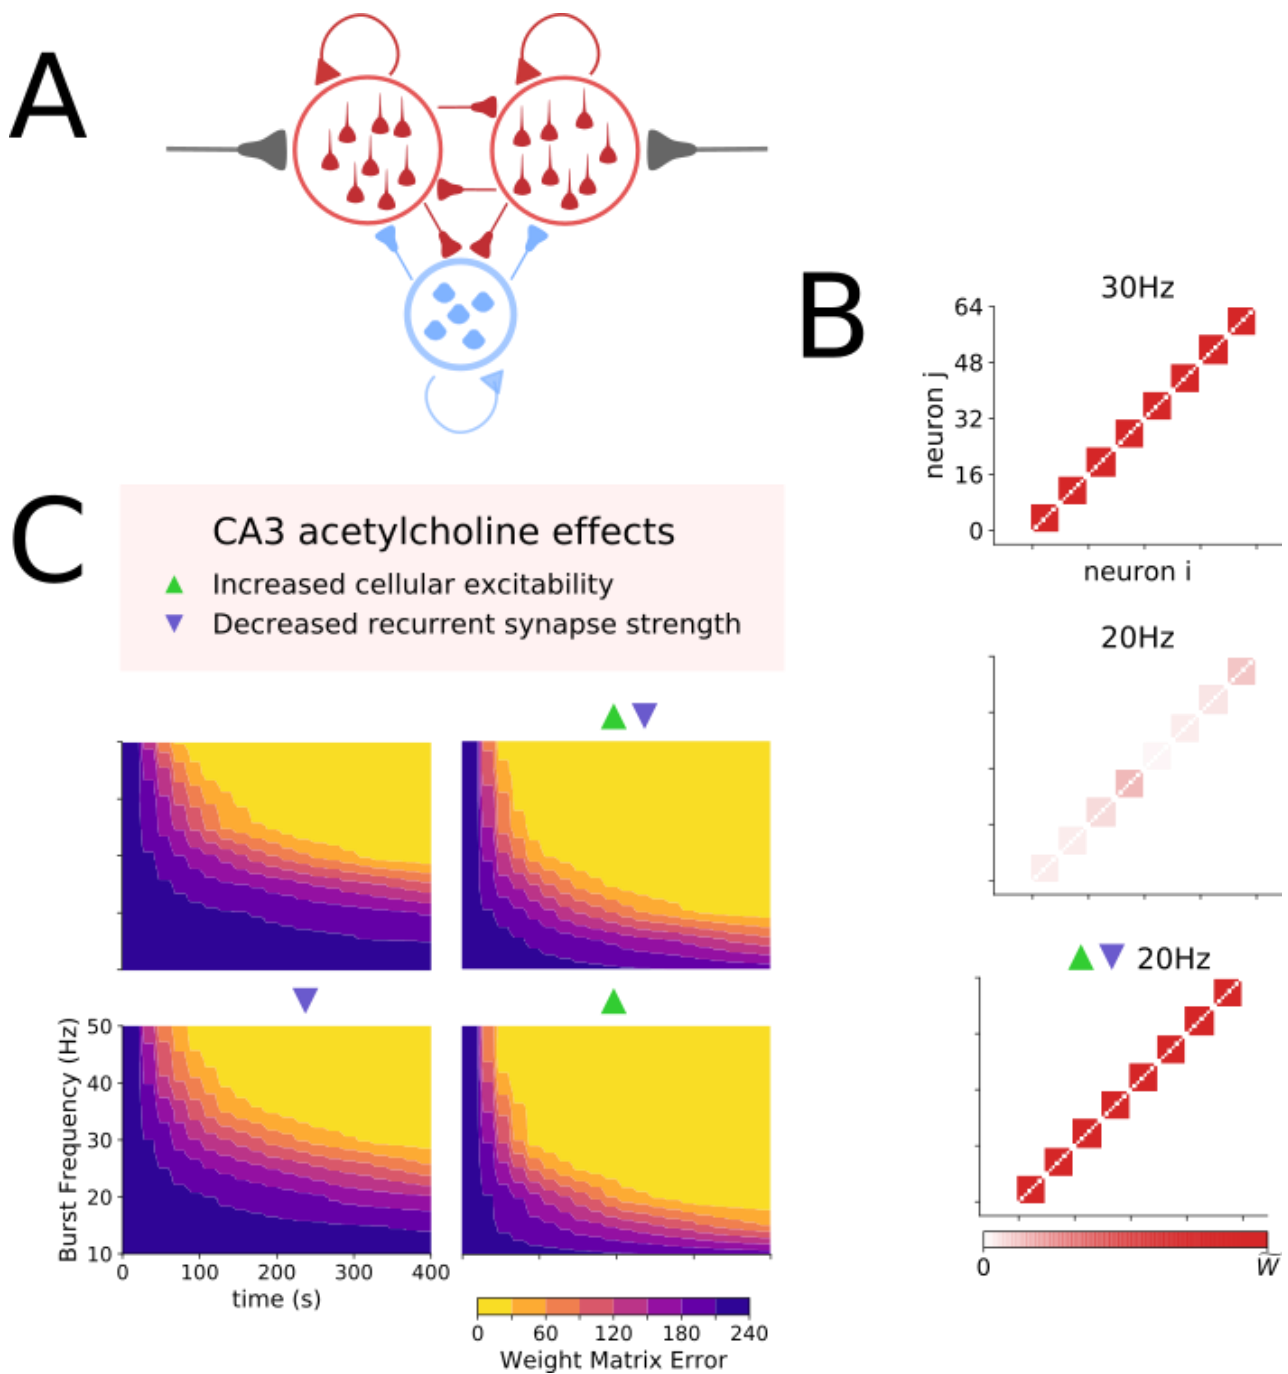 A
B
30Hz
64
48
32
16
0
neuron j
neuron i
20Hz
20Hz
0
W̃
C
CA3 acetylcholine effects
Increased cellular excitability
Decreased recurrent synapse strength
Burst Frequency (Hz)
50
40
30
20
10
0 100 200 300 400
time (s)
0 60 120 180 240
Weight Matrix Error